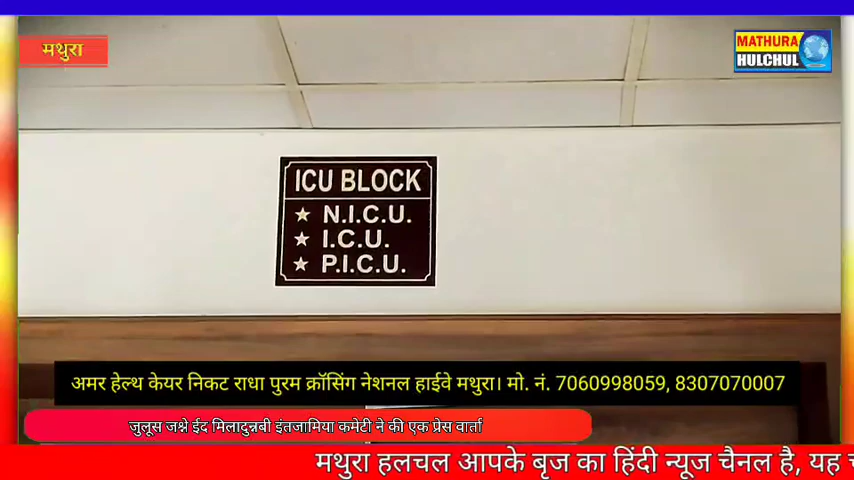 मथुरा
MATHURA
HULCHUL
ICU BLOCK
★ N.I.C.U.
★ I.C.U.
★ P.I.C.U.
अमर हेल्थ केयर निकट राधा पुरम क्रॉसिंग नेशनल हाईवे मथुरा। मो. नं. 7060998059, 8307070007
जुलूस जश्ने ईद मिलादुन्नबी इंतजामिया कमेटी ने की एक प्रेस वार्ता
मथुरा हलचल आपके बृज का हिंदी न्यूज चैनल है, यह